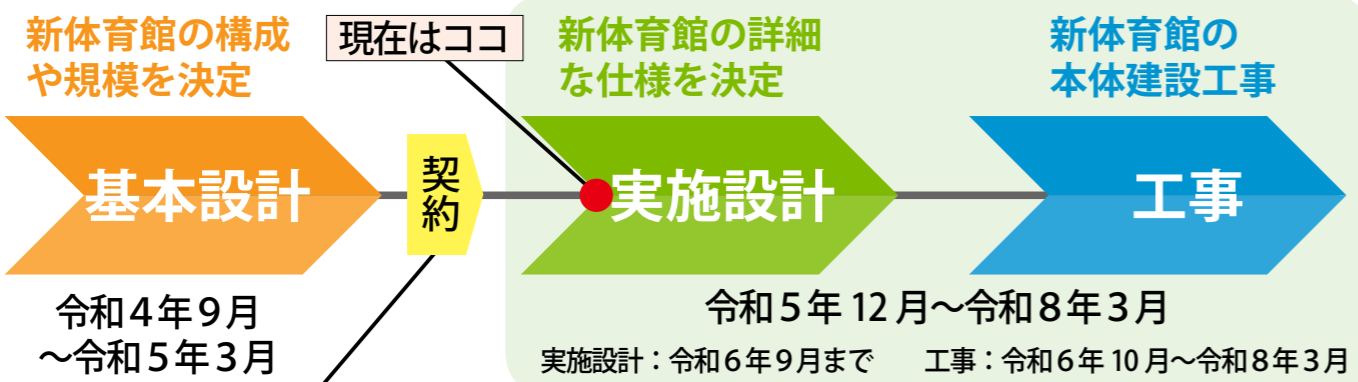 新体育館の構成
や規模を決定
現在はココ
新体育館の詳細
な仕様を決定
新体育館の
本体建設工事
基本設計
契約
実施設計
工事
令和4年9月
～令和5年3月
令和5年12月～令和8年3月
実施設計：令和6年9月まで
工事：令和6年10月～令和8年3月